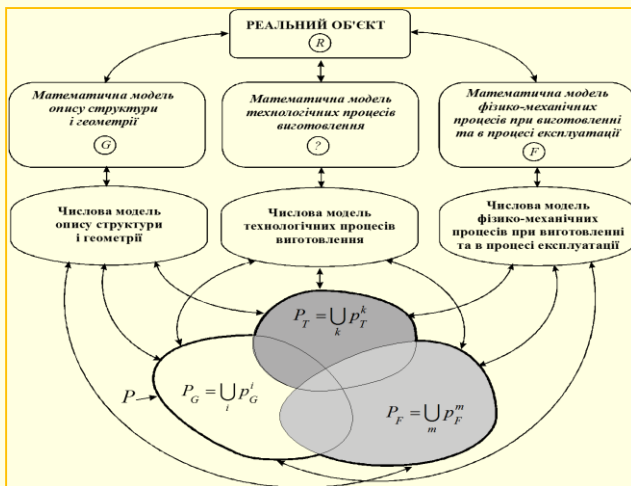 РЕАЛЬНИЙ ОБ'ЄКТ
R
Математична модель
опису структури
і геометрії
G
Математична модель
технологічних процесів
виготовлення
?
Математична модель
фізико-механічних
процесів при виготовленні
та в процесі експлуатації
F
Числова модель
опису структури
і геометрії
Числова модель
технологічних процесів
виготовлення
Числова модель
фізико-механічних
процесів при виготовленні
та в процесі експлуатації
P_T = ⋃_k p_T^k
P
P_G = ⋃_i p_G^i
P_F = ⋃_m p_F^m